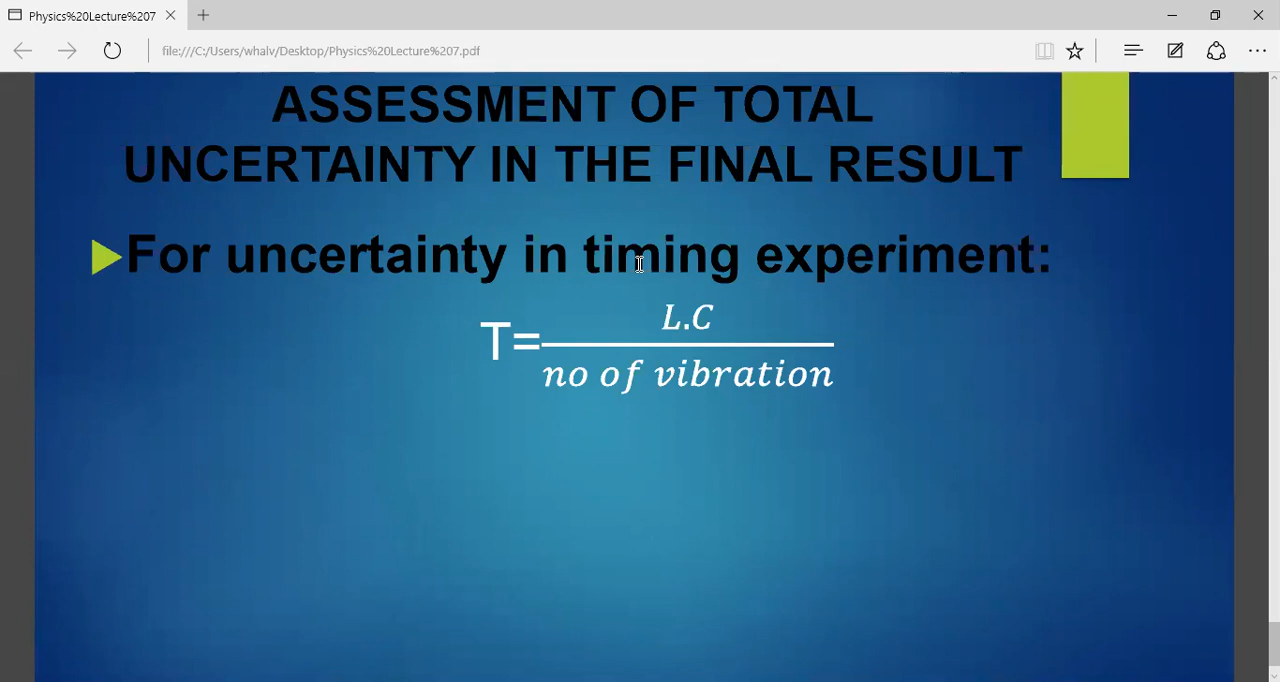 Physics%20Lecture%207
file:///C:/Users/whalv/Desktop/Physics%20Lecture%207.pdf
ASSESSMENT OF TOTAL
UNCERTAINTY IN THE FINAL RESULT
For uncertainty in timing experiment:
T=
L.C
no of vibration